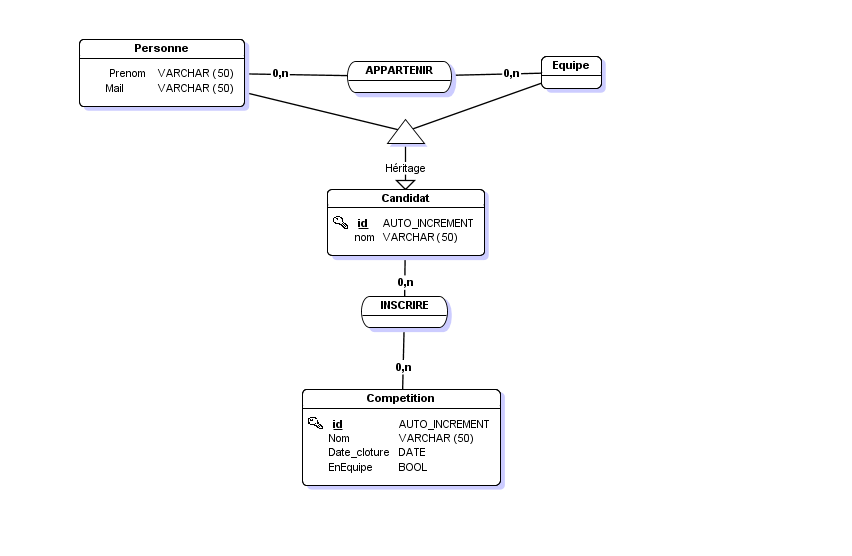 Personne
Prenom VARCHAR (50)
Mail VARCHAR (50)
0,n
APPARTENIR
0,n
Equipe
Héritage
Candidat
id AUTO_INCREMENT
nom VARCHAR (50)
0,n
INSCRIRE
0,n
Competition
id AUTO_INCREMENT
Nom VARCHAR (50)
Date_cloture DATE
EnEquipe BOOL